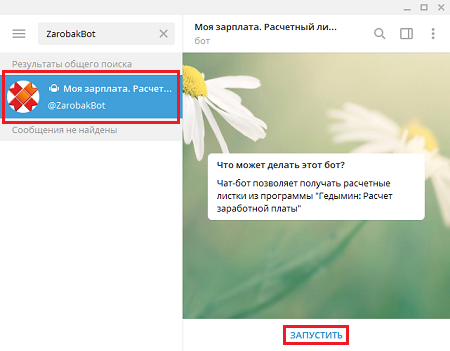 ZarobakBot
Моя зарплата. Расчетный ли...
бот
Результаты общего поиска
Моя зарплата. Расчет...
@ZarobakBot
Сообщения не найдены
Что может делать этот бот?
Чат-бот позволяет получать расчетные
листки из программы "Гедымин: Расчет
заработной платы"
ЗАПУСТИТЬ